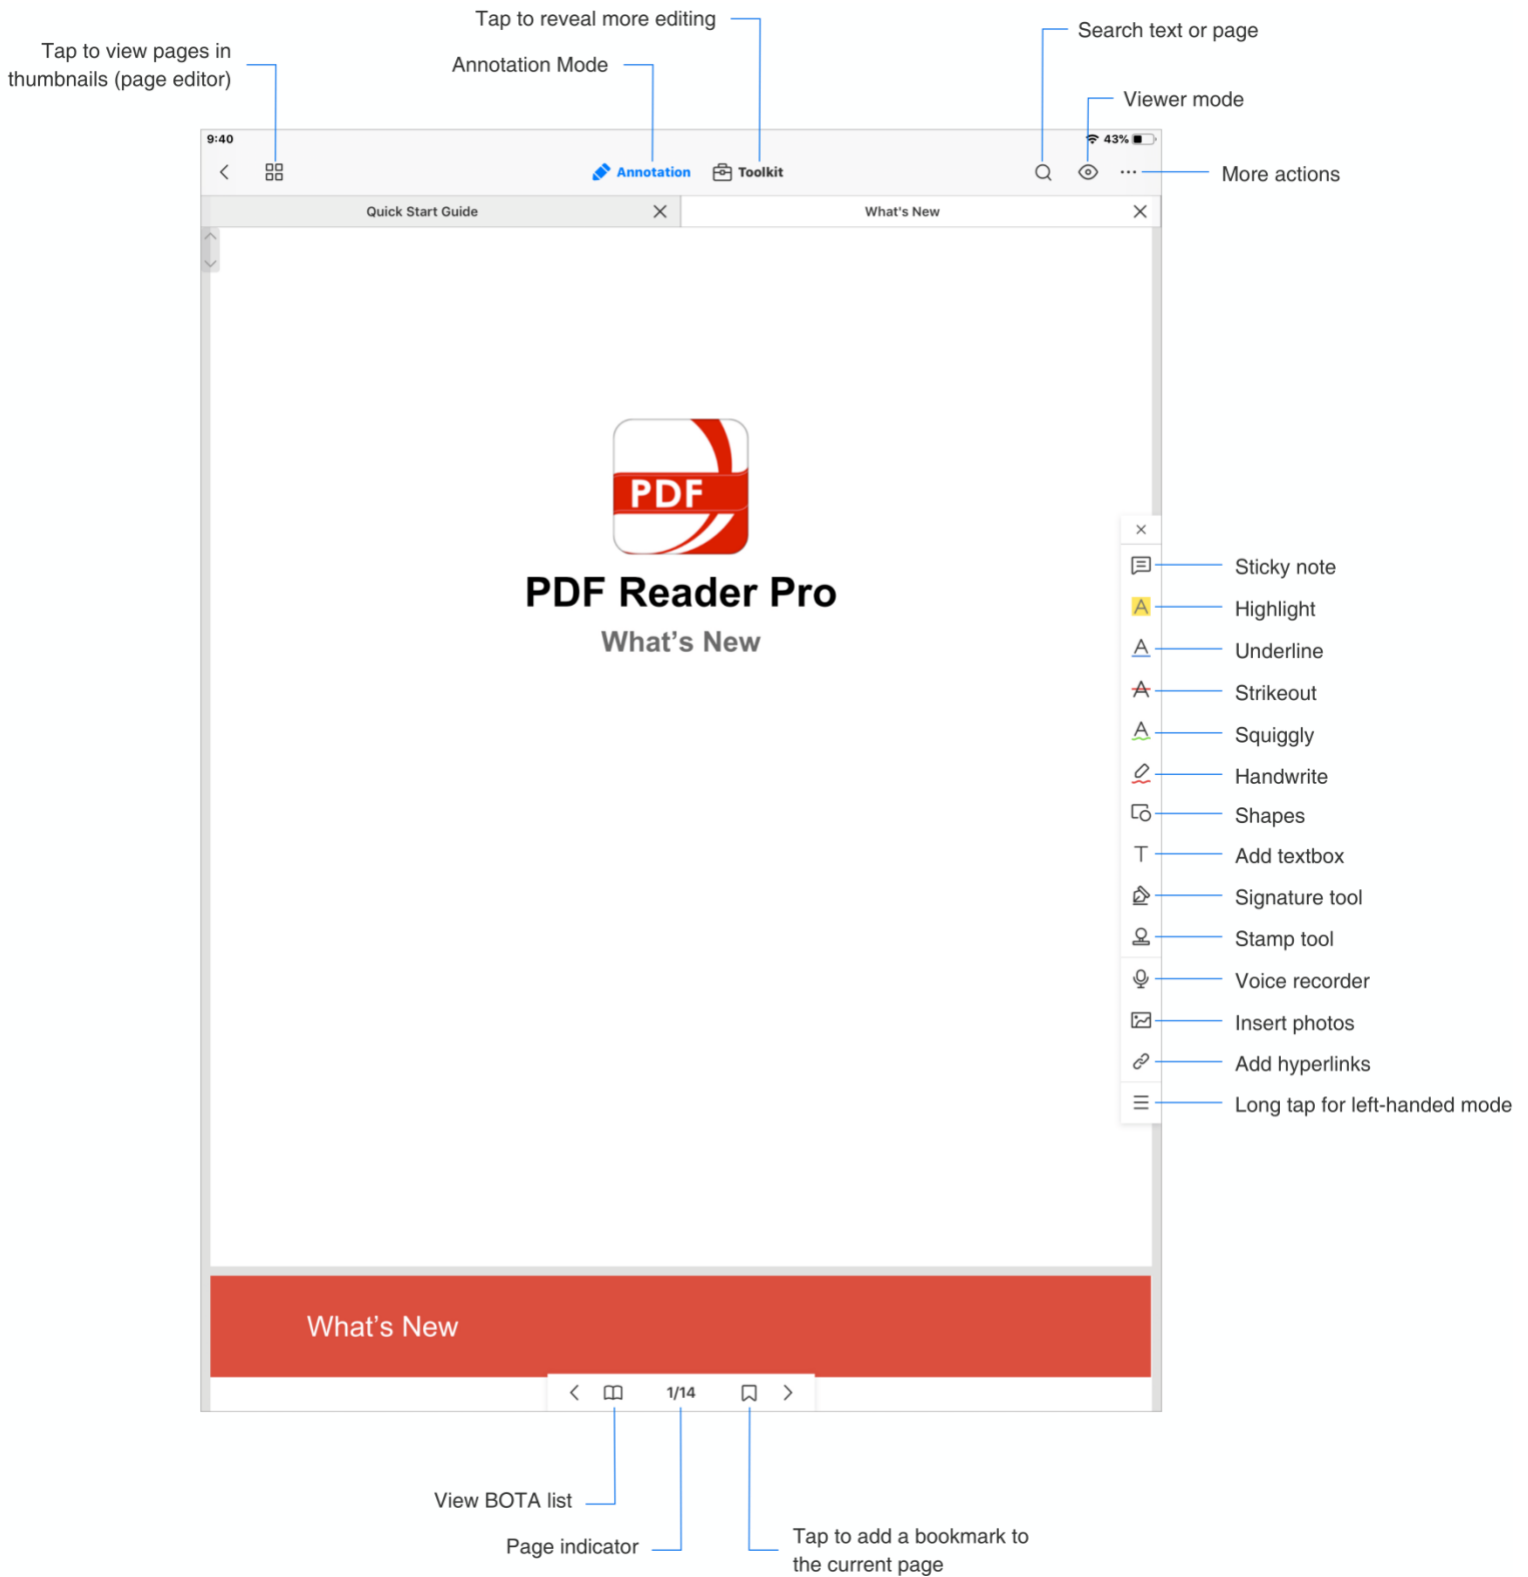 Tap to reveal more editing
Search text or page
Tap to view pages in
thumbnails (page editor)
Annotation Mode
Viewer mode
9:40
43%
Annotation
Toolkit
More actions
Quick Start Guide
What's New
PDF
PDF Reader Pro
What's New
Sticky note
Highlight
Underline
Strikeout
Squiggly
Handwrite
Shapes
Add textbox
Signature tool
Stamp tool
Voice recorder
Insert photos
Add hyperlinks
Long tap for left-handed mode
What's New
1/14
View BOTA list
Page indicator
Tap to add a bookmark to
the current page